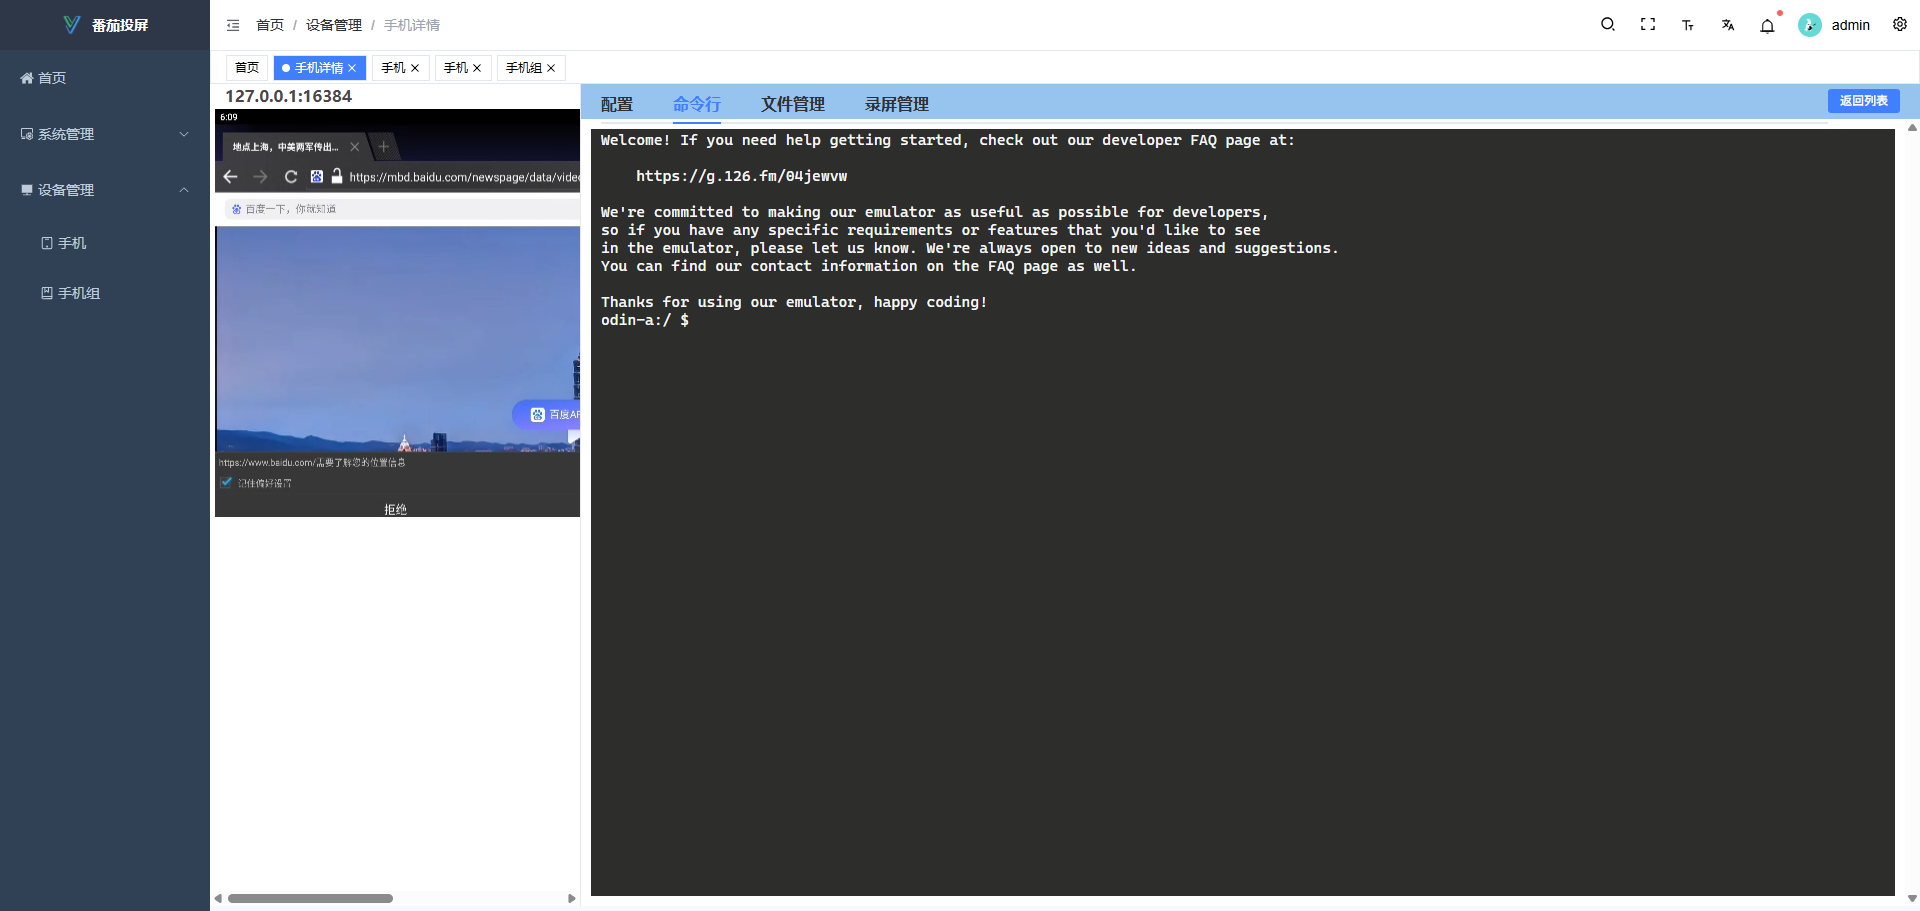 番茄投屏
首页 / 设备管理 / 手机详情
admin
首页
系统管理
设备管理
手机
手机组
首页
手机详情
手机
手机
手机组
127.0.0.1:16384
6:09
地点上海，中美两军传出...
https://mbd.baidu.com/newspage/data/video
百度一下，你就知道
百度AP
https://www.baidu.com/需要了解您的位置信息
记住偏好设置
拒绝
配置
命令行
文件管理
录屏管理
返回列表
Welcome! If you need help getting started, check out our developer FAQ page at:
https://g.126.fm/04jewvw
We're committed to making our emulator as useful as possible for developers,
so if you have any specific requirements or features that you'd like to see
in the emulator, please let us know. We're always open to new ideas and suggestions.
You can find our contact information on the FAQ page as well.
Thanks for using our emulator, happy coding!
odin-a:/ $